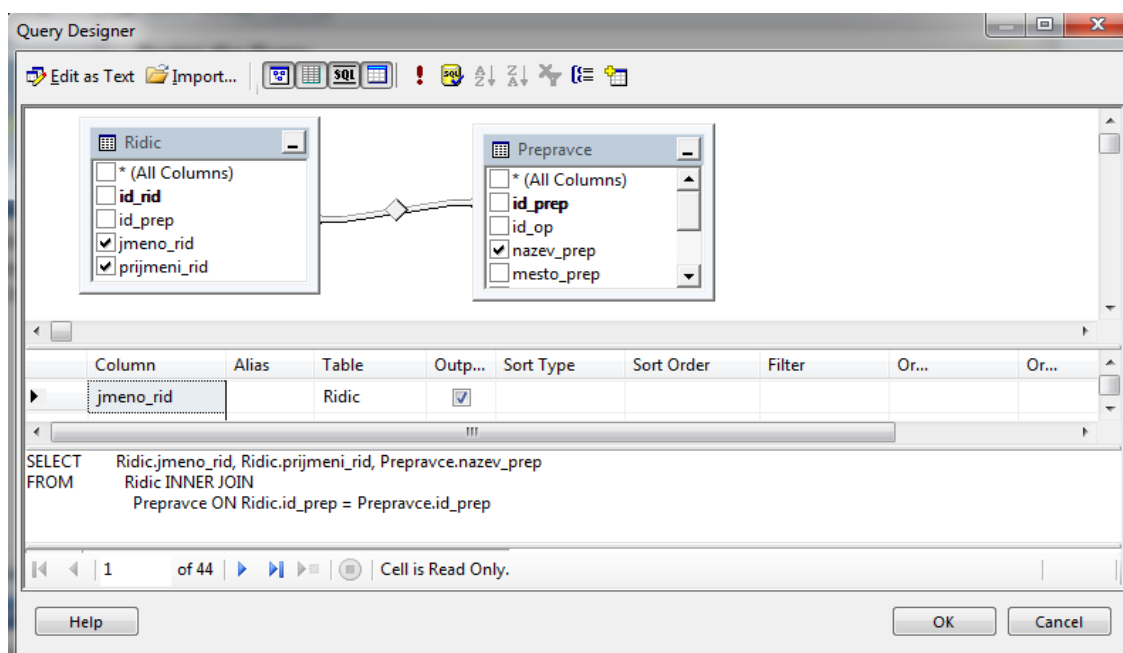 Query Designer
Edit as Text Import... SQL SQL
Ridic
* (All Columns)
id_rid
id_prep
jmeno_rid
prijmeni_rid
Prepravce
* (All Columns)
id_prep
id_op
nazev_prep
mesto_prep
Column Alias Table Outp... Sort Type Sort Order Filter Or... Or...
jmeno_rid Ridic
SELECT Ridic.jmeno_rid, Ridic.prijmeni_rid, Prepravce.nazev_prep
FROM Ridic INNER JOIN
Prepravce ON Ridic.id_prep = Prepravce.id_prep
1 of 44 Cell is Read Only.
Help OK Cancel